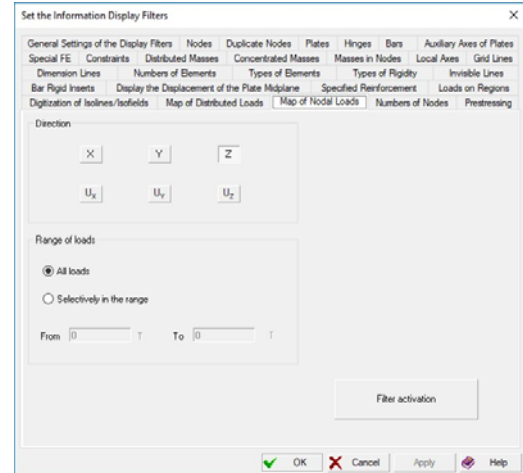 Set the Information Display Filters
General Settings of the Display Filters Nodes Duplicate Nodes Plates Hinges Bars Auxiliary Axes of Plates
Special FE Constraints Distributed Masses Concentrated Masses Masses in Nodes Local Axes Grid Lines
Dimension Lines Numbers of Elements Types of Elements Types of Rigidity Invisible Lines
Bar Rigid Inserts Display the Displacement of the Plate Midplane Specified Reinforcement Loads on Regions
Digitization of Isolines/Isofields Map of Distributed Loads Map of Nodal Loads Numbers of Nodes Prestressing
Direction
X Y Z
UX UY UZ
Range of loads
All loads
Selectively in the range
From 0 T To 0 T
Filter activation
OK Cancel Apply Help